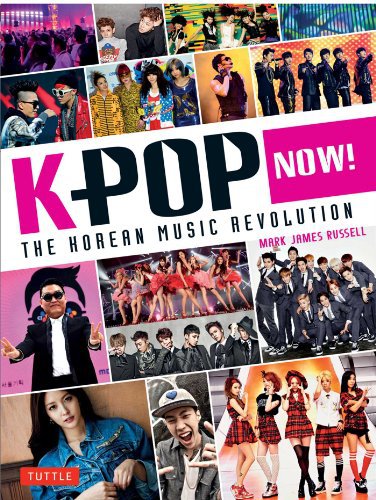 K-POP NOW!
THE KOREAN MUSIC REVOLUTION
MARK JAMES RUSSELL
TUTTLE